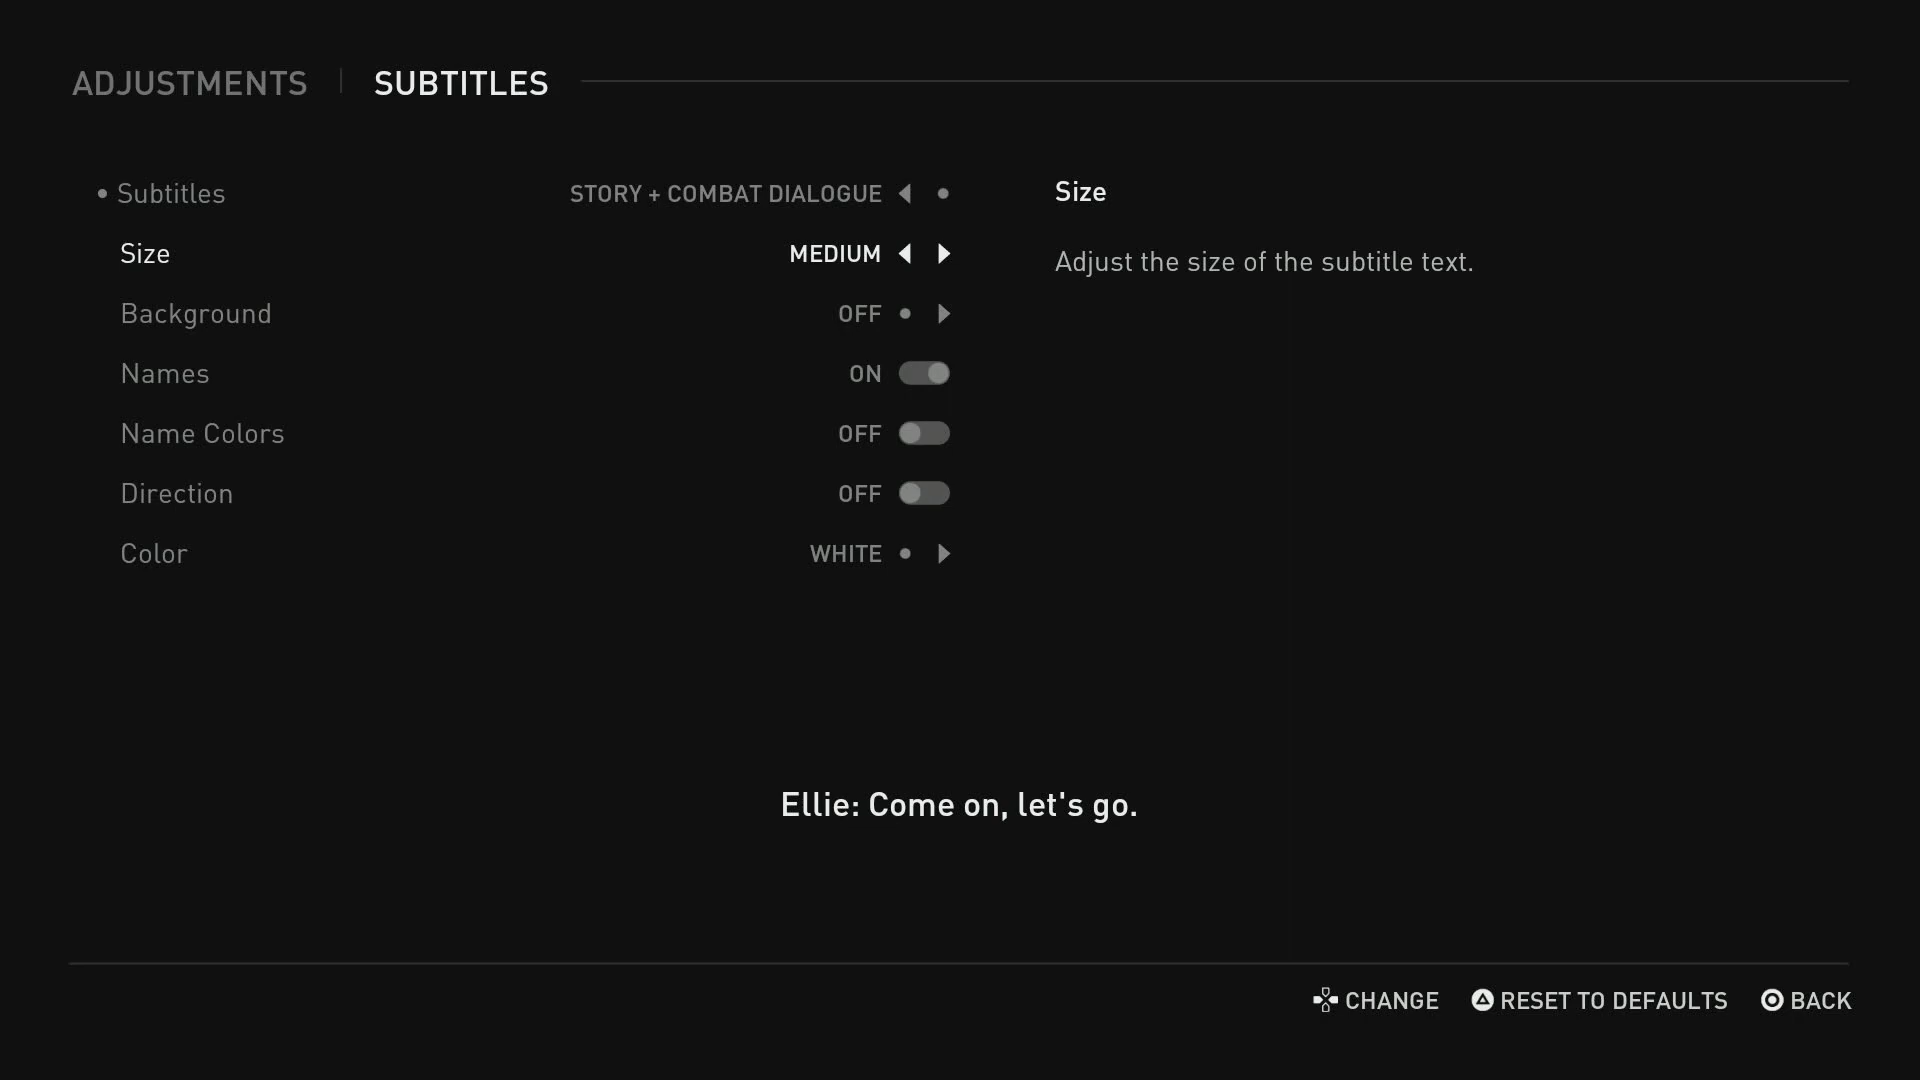 ADJUSTMENTS | SUBTITLES
• Subtitles STORY + COMBAT DIALOGUE
Size MEDIUM
Background OFF
Names ON
Name Colors OFF
Direction OFF
Color WHITE
Size
Adjust the size of the subtitle text.
Ellie: Come on, let's go.
CHANGE RESET TO DEFAULTS BACK